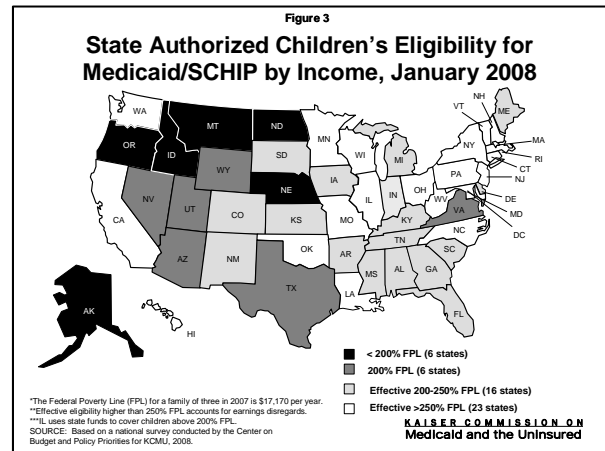 Figure 3
State Authorized Children's Eligibility for
Medicaid/SCHIP by Income, January 2008
WA
MT
ND
MN
VT
NH
ME
OR
ID
WY
SD
WI
MI
NY
MA
RI
CT
NJ
NV
UT
CO
NE
IA
IL
IN
OH
PA
DE
MD
DC
CA
KS
MO
KY
WV
VA
AZ
NM
OK
AR
TN
NC
SC
TX
LA
MS
AL
GA
FL
AK
HI
< 200% FPL (6 states)
200% FPL (6 states)
Effective 200-250% FPL (16 states)
Effective >250% FPL (23 states)
*The Federal Poverty Line (FPL) for a family of three in 2007 is $17,170 per year.
**Effective eligibility higher than 250% FPL accounts for earnings disregards.
***IL uses state funds to cover children above 200% FPL.
SOURCE: Based on a national survey conducted by the Center on
Budget and Policy Priorities for KCMU, 2008.
KAISER COMMISSION ON
Medicaid and the Uninsured